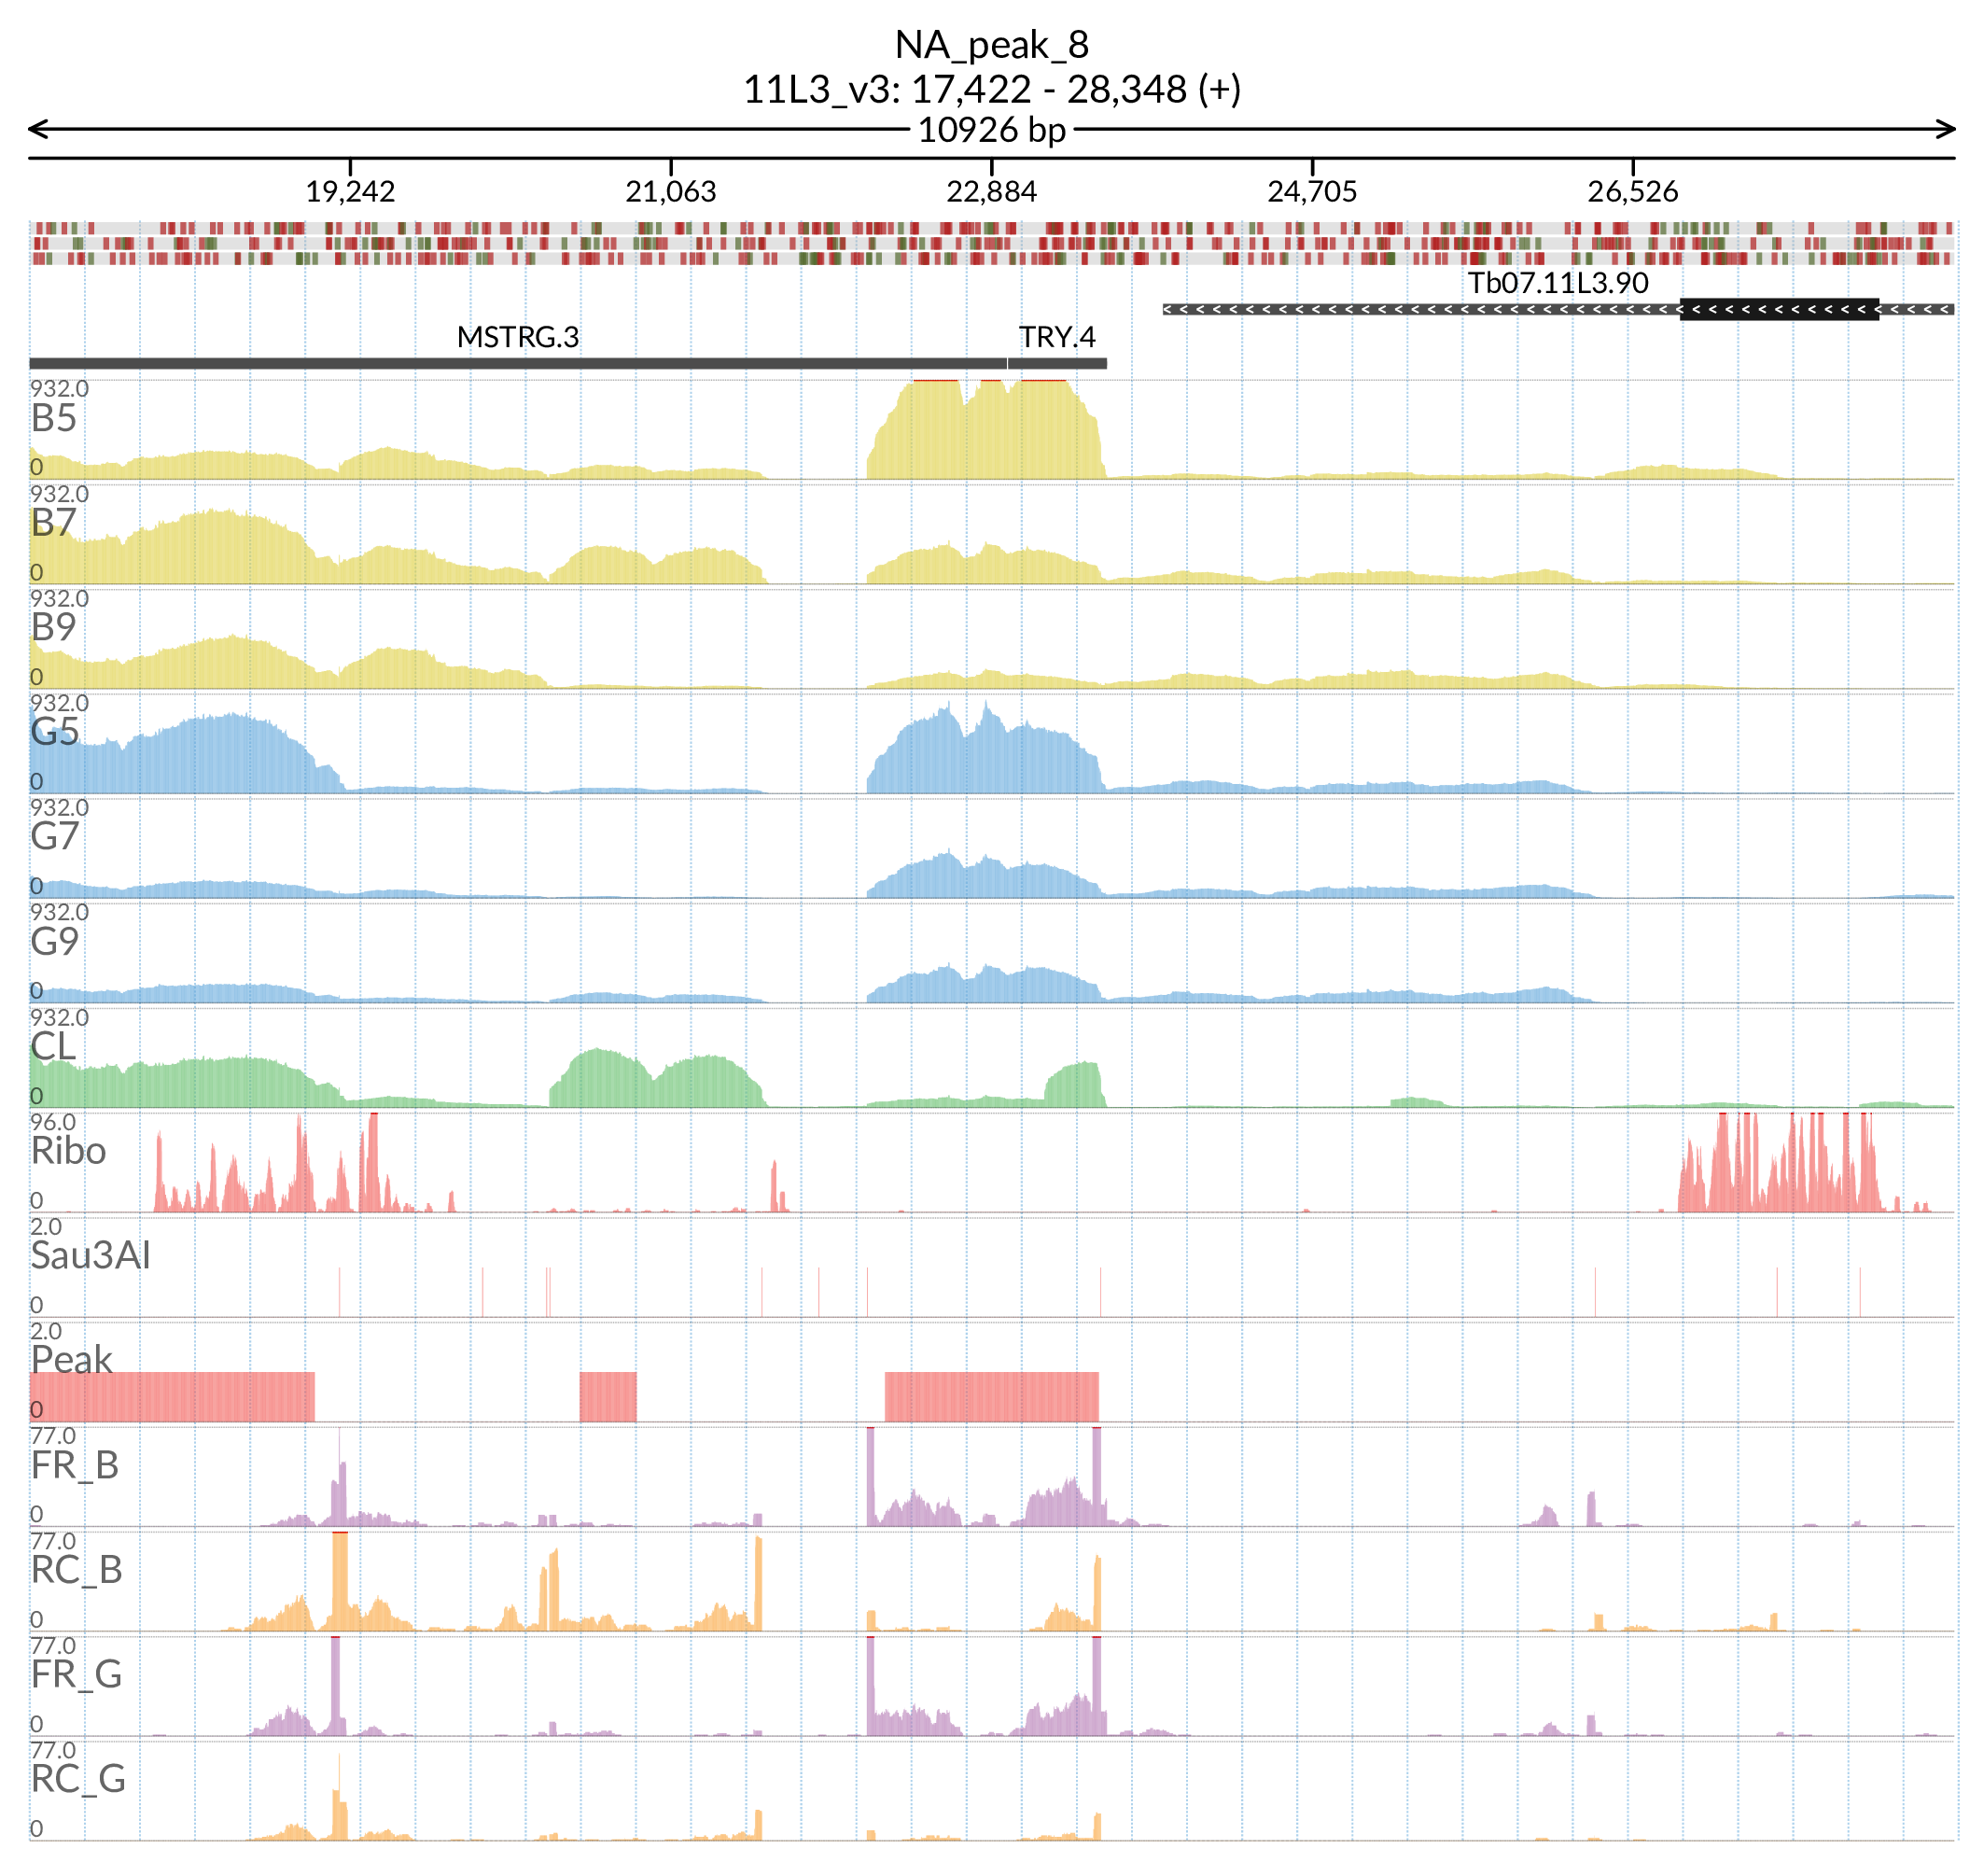 NA_peak_8
11L3_v3: 17,422 - 28,348 (+)
10926 bp
19,242 21,063 22,884 24,705 26,526
Tb07.11L3.90
MSTRG.3 TRY.4
932.0
B5
0
932.0
B7
0
932.0
B9
0
932.0
G5
0
932.0
G7
0
932.0
G9
0
932.0
CL
0
96.0
Ribo
0
2.0
Sau3AI
0
2.0
Peak
0
77.0
FR_B
0
77.0
RC_B
0
77.0
FR_G
0
77.0
RC_G
0